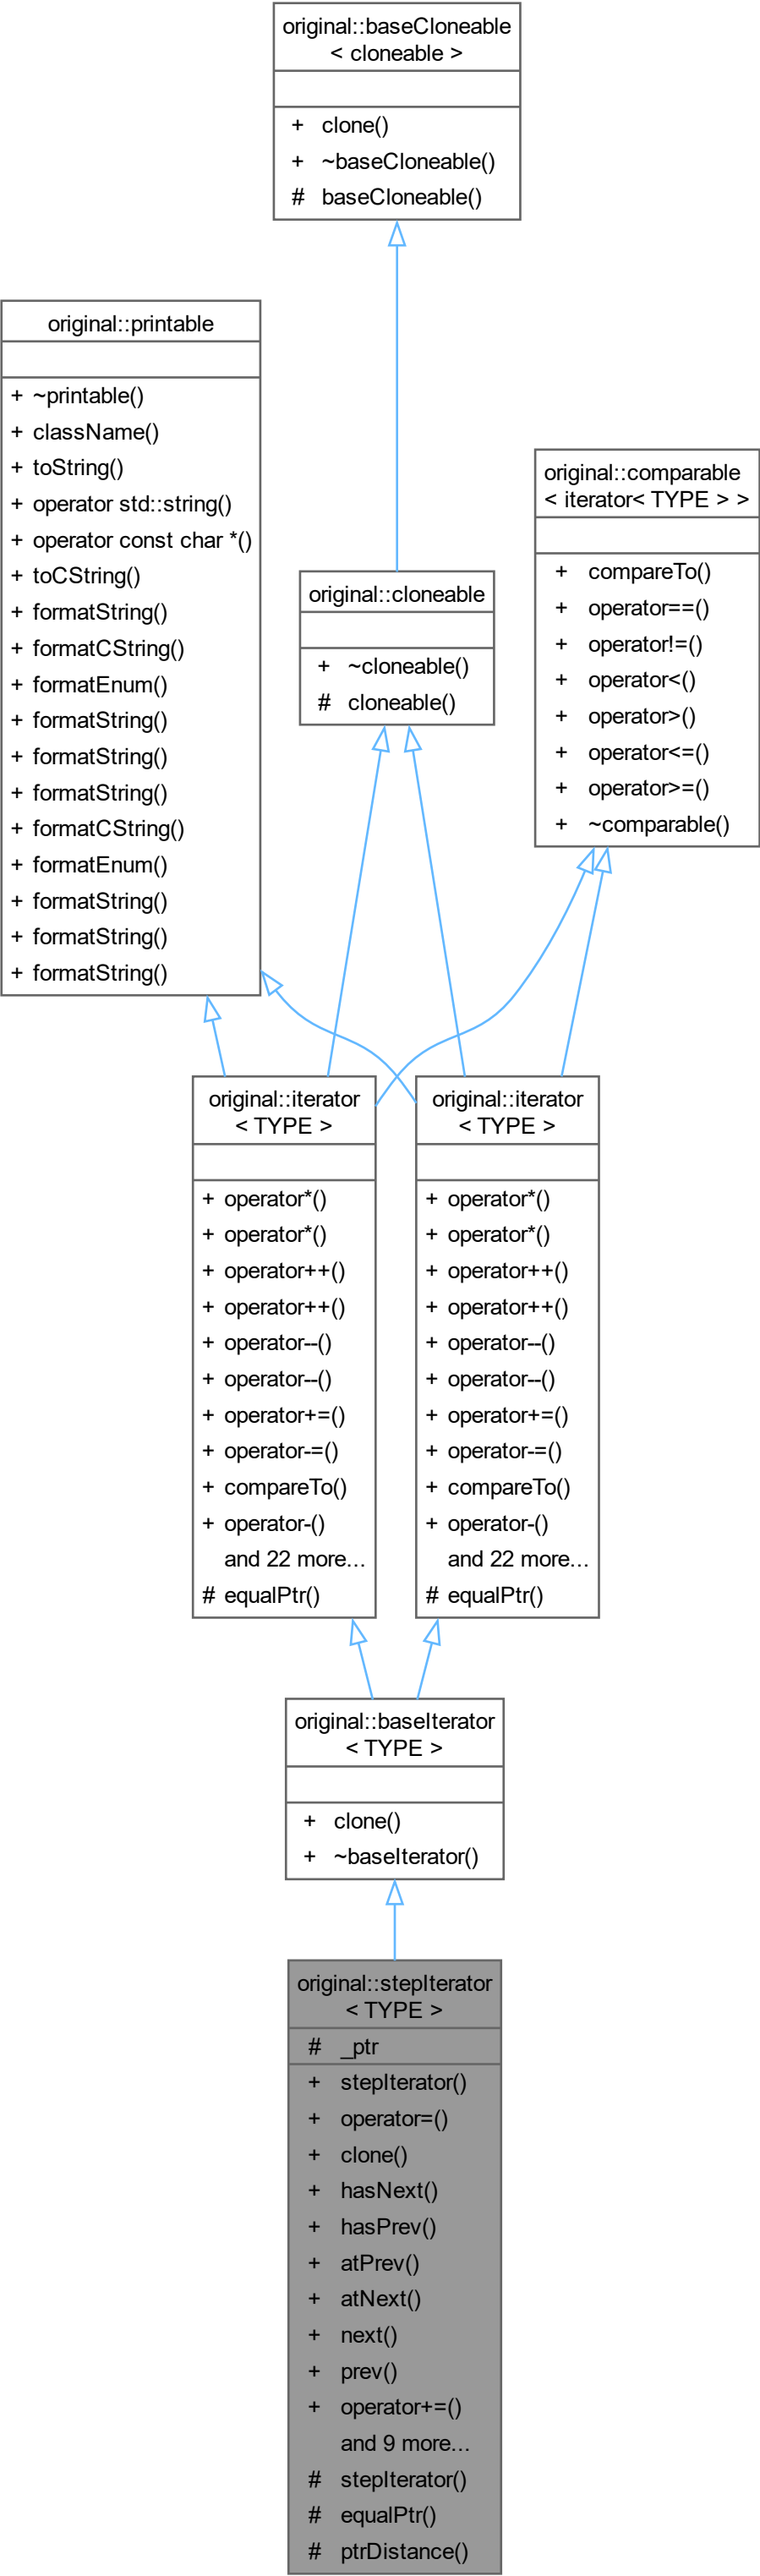 original::baseCloneable
< cloneable >
+ clone()
+ ~baseCloneable()
# baseCloneable()
original::printable
+ ~printable()
+ className()
+ toString()
+ operator std::string()
+ operator const char *()
+ toCString()
+ formatString()
+ formatCString()
+ formatEnum()
+ formatString()
+ formatString()
+ formatString()
+ formatCString()
+ formatEnum()
+ formatString()
+ formatString()
+ formatString()
original::cloneable
+ ~cloneable()
# cloneable()
original::comparable
< iterator< TYPE > >
+ compareTo()
+ operator==()
+ operator!=()
+ operator<()
+ operator>()
+ operator<=()
+ operator>=()
+ ~comparable()
original::iterator
< TYPE >
+ operator*()
+ operator*()
+ operator++()
+ operator++()
+ operator--()
+ operator--()
+ operator+=()
+ operator-=()
+ compareTo()
+ operator-()
and 22 more...
# equalPtr()
original::iterator
< TYPE >
+ operator*()
+ operator*()
+ operator++()
+ operator++()
+ operator--()
+ operator--()
+ operator+=()
+ operator-=()
+ compareTo()
+ operator-()
and 22 more...
# equalPtr()
original::baseIterator
< TYPE >
+ clone()
+ ~baseIterator()
original::stepIterator
< TYPE >
# _ptr
+ stepIterator()
+ operator=()
+ clone()
+ hasNext()
+ hasPrev()
+ atPrev()
+ atNext()
+ next()
+ prev()
+ operator+=()
and 9 more...
# stepIterator()
# equalPtr()
# ptrDistance()